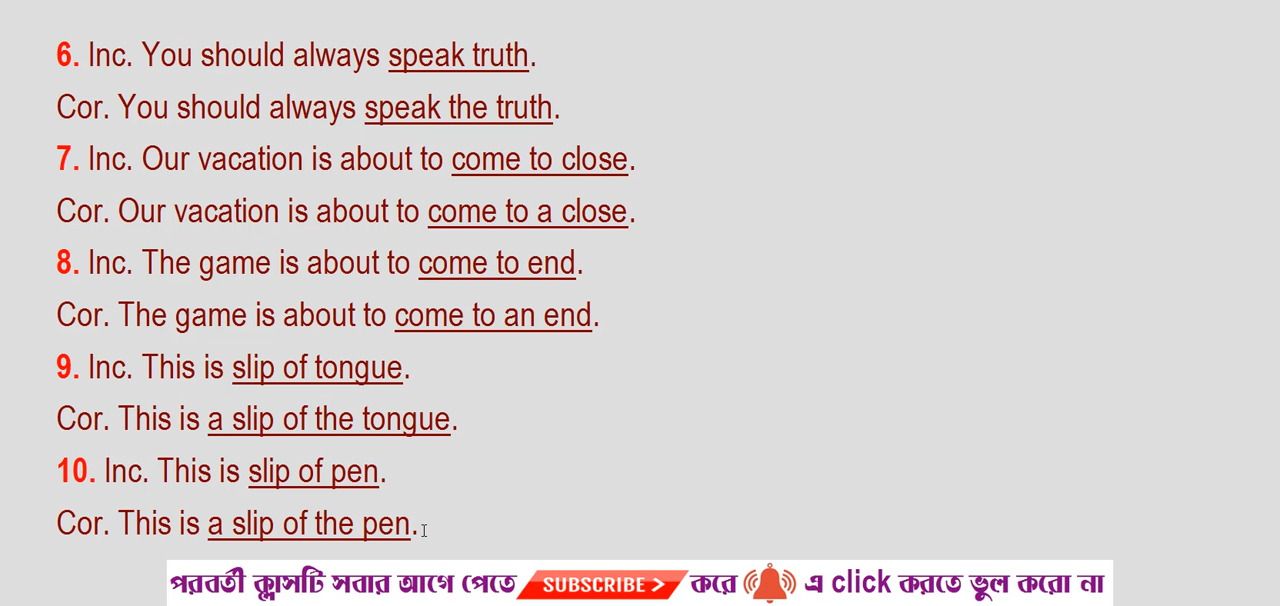 6. Inc. You should always speak truth.
Cor. You should always speak the truth.
7. Inc. Our vacation is about to come to close.
Cor. Our vacation is about to come to a close.
8. Inc. The game is about to come to end.
Cor. The game is about to come to an end.
9. Inc. This is slip of tongue.
Cor. This is a slip of the tongue.
10. Inc. This is slip of pen.
Cor. This is a slip of the pen.
পরবর্তী ক্লাসটি সবার আগে পেতে SUBSCRIBE > করে এ click করতে ভুল করো না